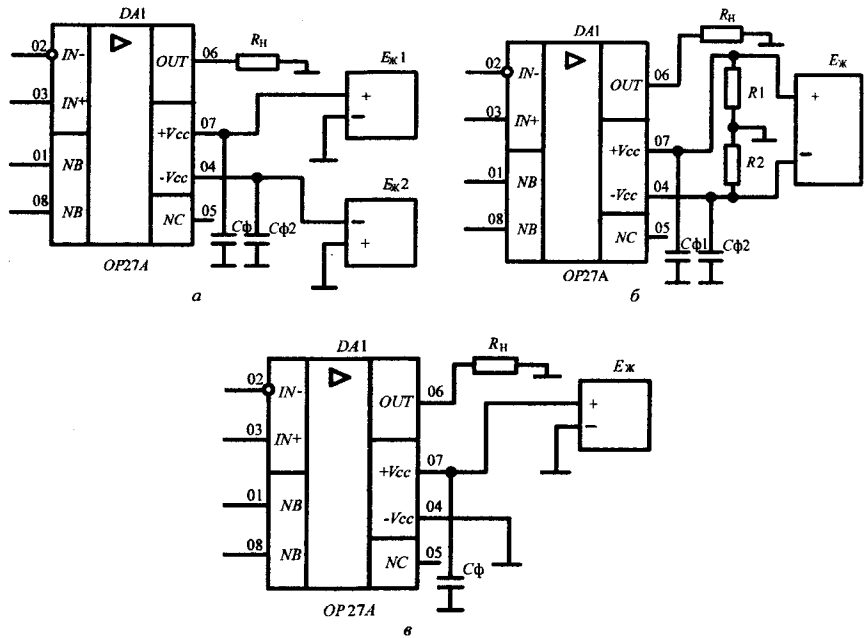 DA1
02
IN-
OUT
06
Rн
03
IN+
+Vcc
07
01
NB
-Vcc
04
08
NB
NC
05
Cф
Cф2
Eж1
+
−
Eж2
−
+
OP27A
а
DA1
02
IN-
OUT
06
Rн
03
IN+
+Vcc
07
01
NB
-Vcc
04
08
NB
NC
05
Cф1
Cф2
R1
R2
Eж
+
−
OP27A
б
DA1
02
IN-
OUT
06
Rн
03
IN+
+Vcc
07
01
NB
-Vcc
04
08
NB
NC
05
Cф
Eж
+
−
OP27A
в